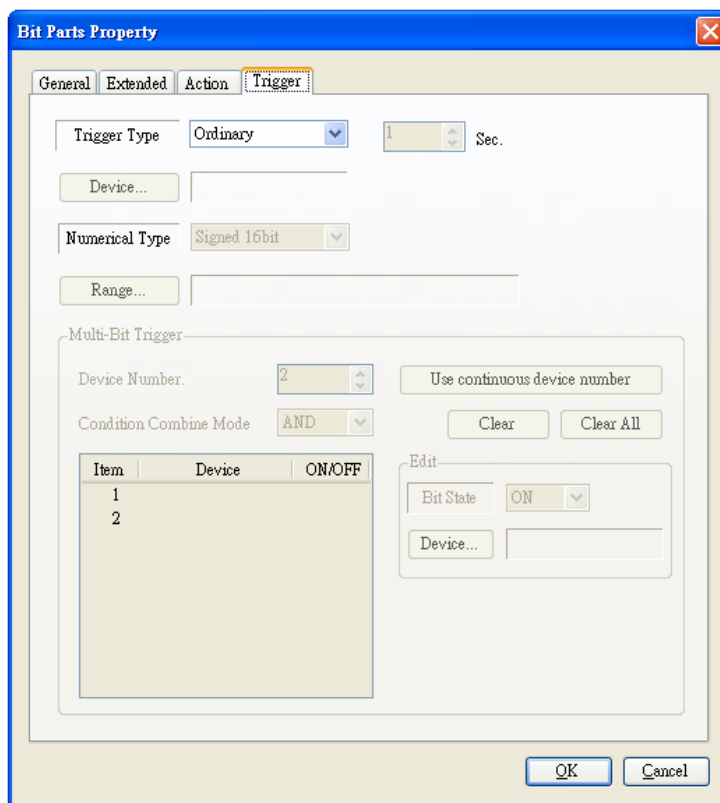 Bit Parts Property
General Extended Action Trigger
Trigger Type Ordinary 1 Sec.
Device...
Numerical Type Signed 16bit
Range...
Multi-Bit Trigger
Device Number. 2 Use continuous device number
Condition Combine Mode AND Clear Clear All
Item Device ON/OFF
1
2
Edit
Bit State ON
Device...
OK Cancel